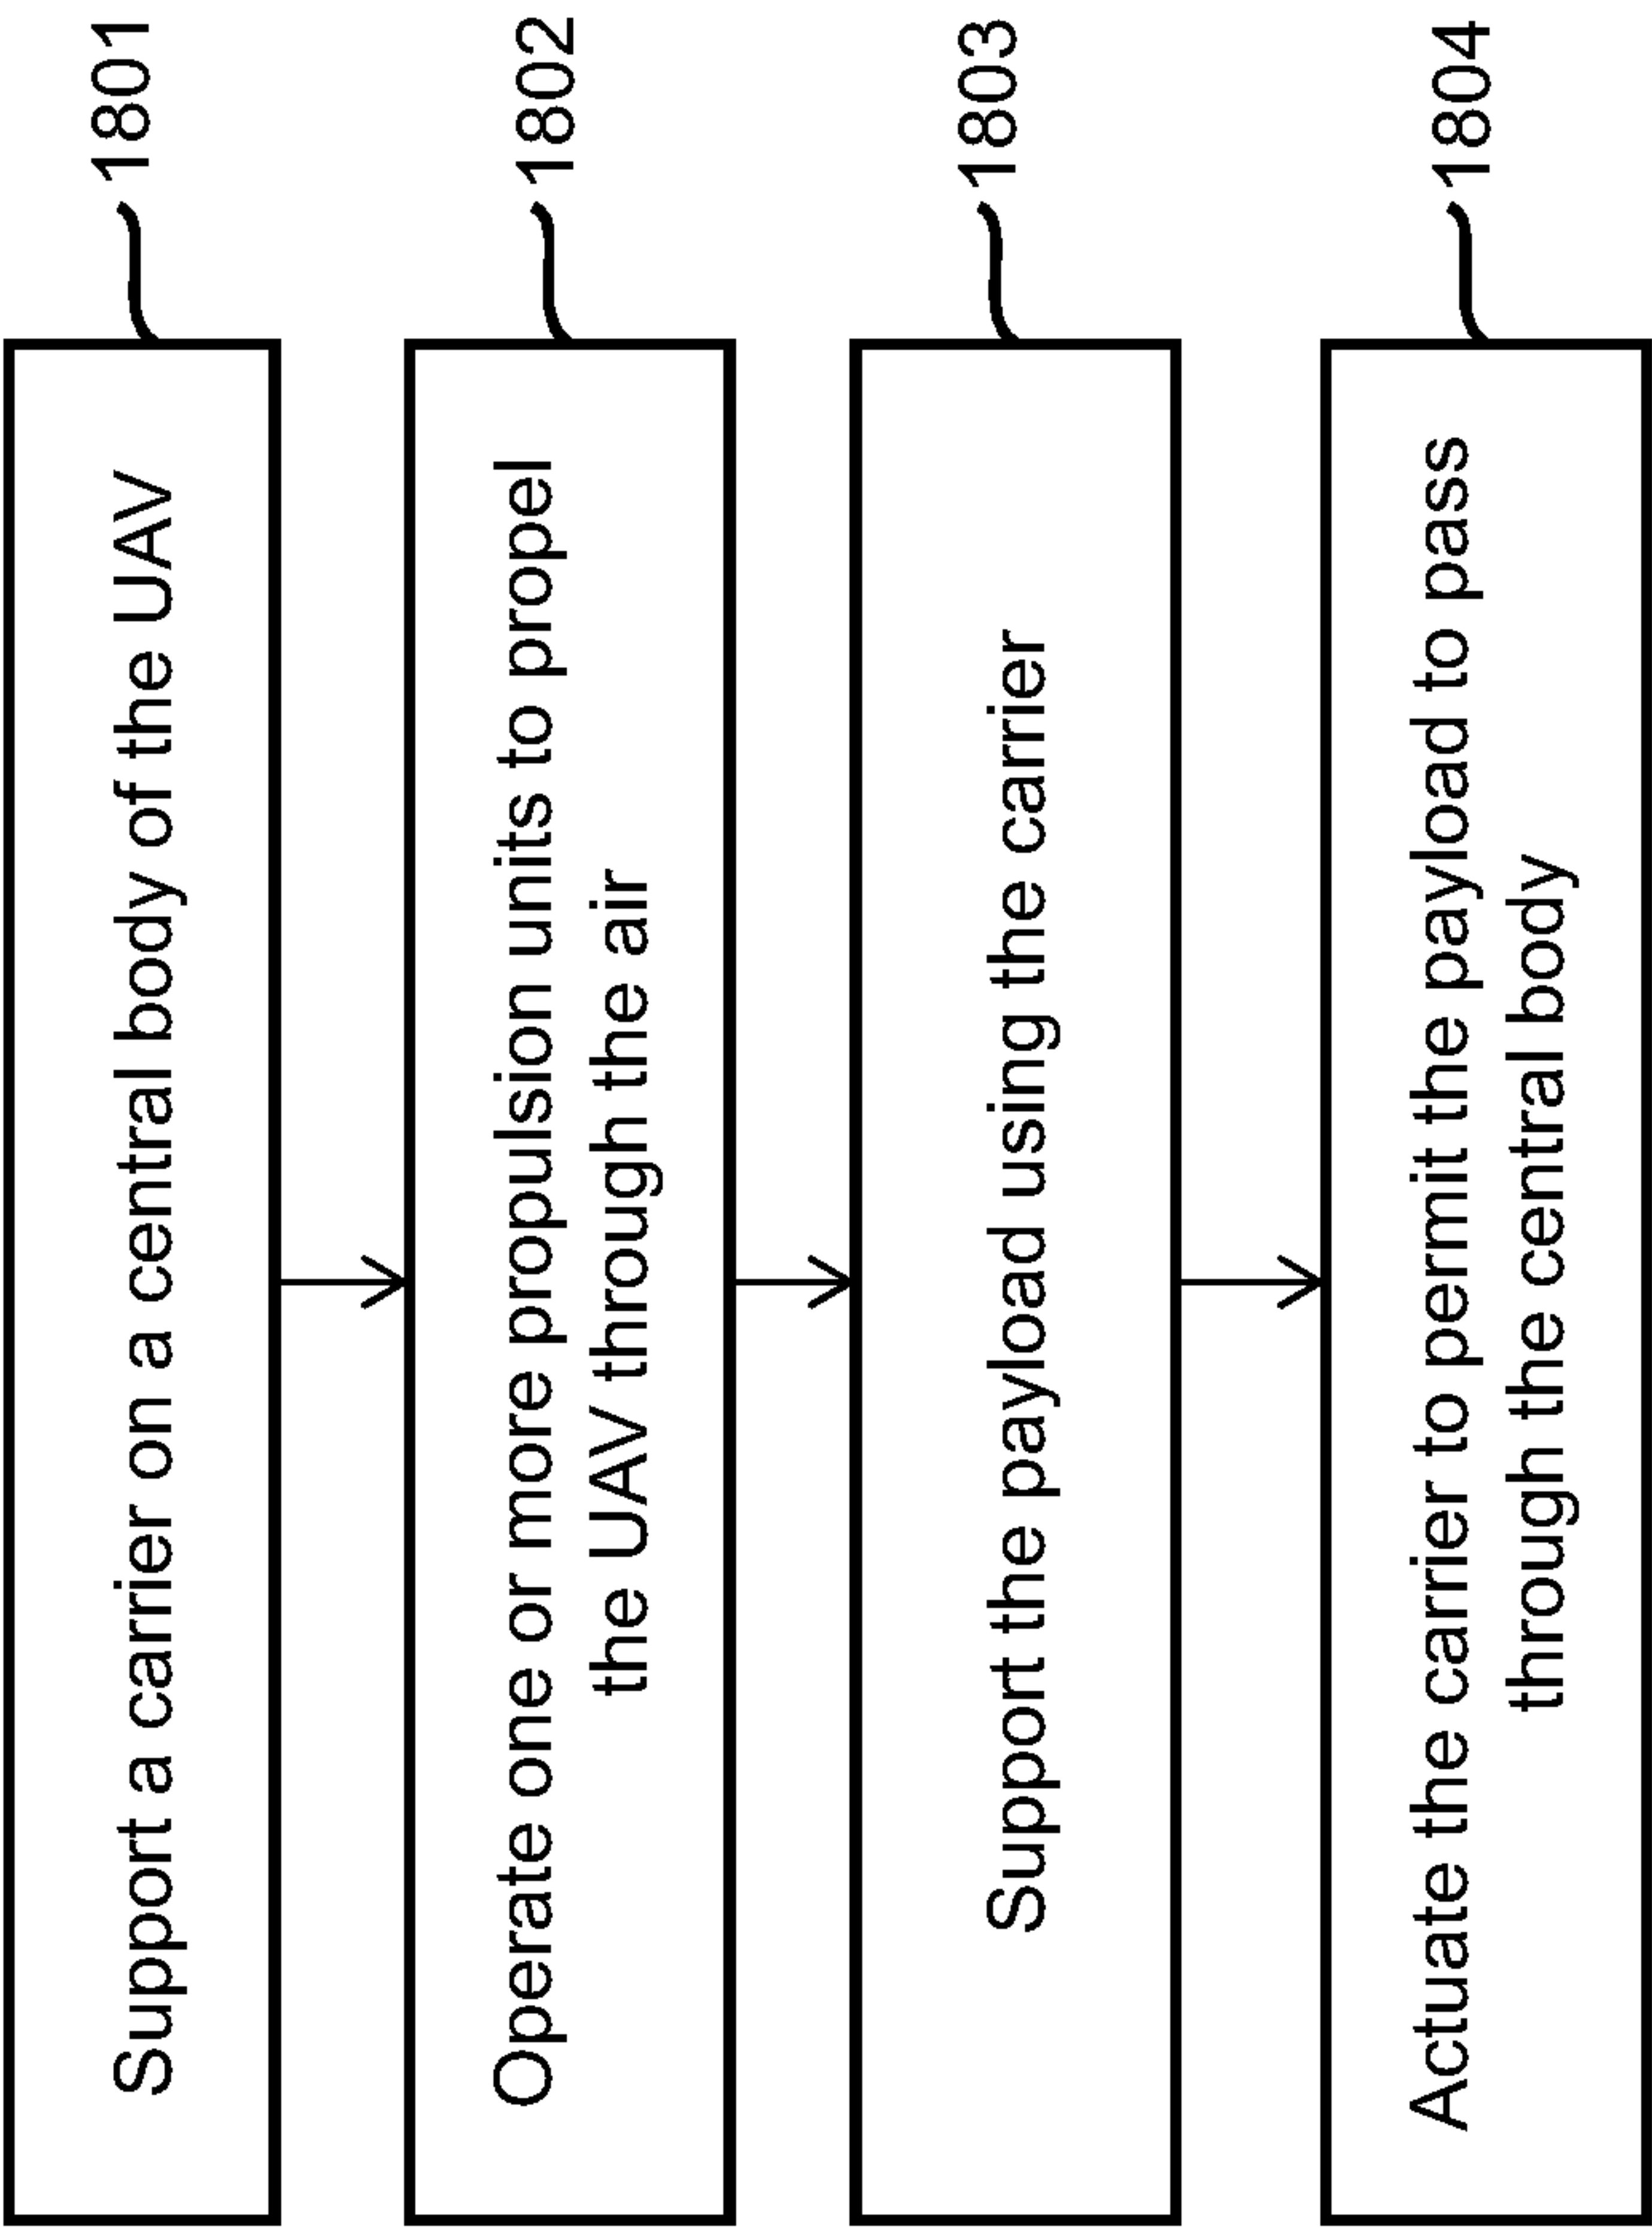 Support a carrier on a central body of the UAV
1801
Operate one or more propulsion units to propel
the UAV through the air
1802
Support the payload using the carrier
1803
Actuate the carrier to permit the payload to pass
through the central body
1804